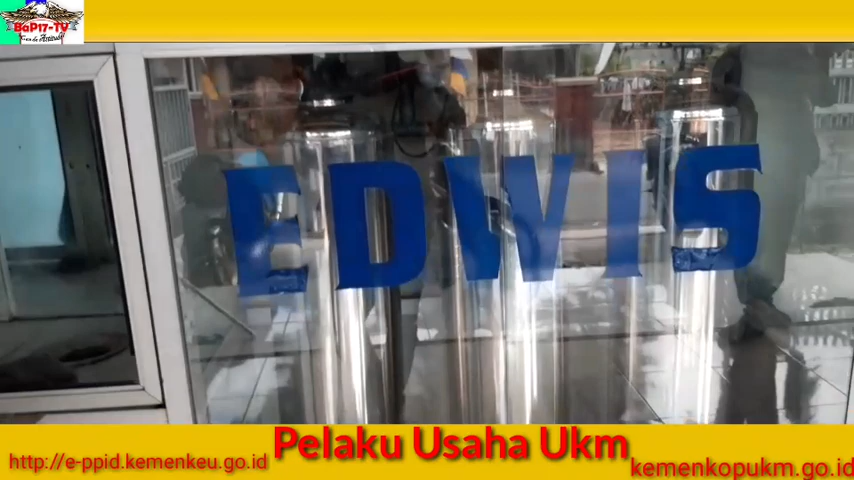 BaP17-TV
EDWIS
Pelaku Usaha Ukm
http://e-ppid.kemenkeu.go.id
kemenkopukm.go.id